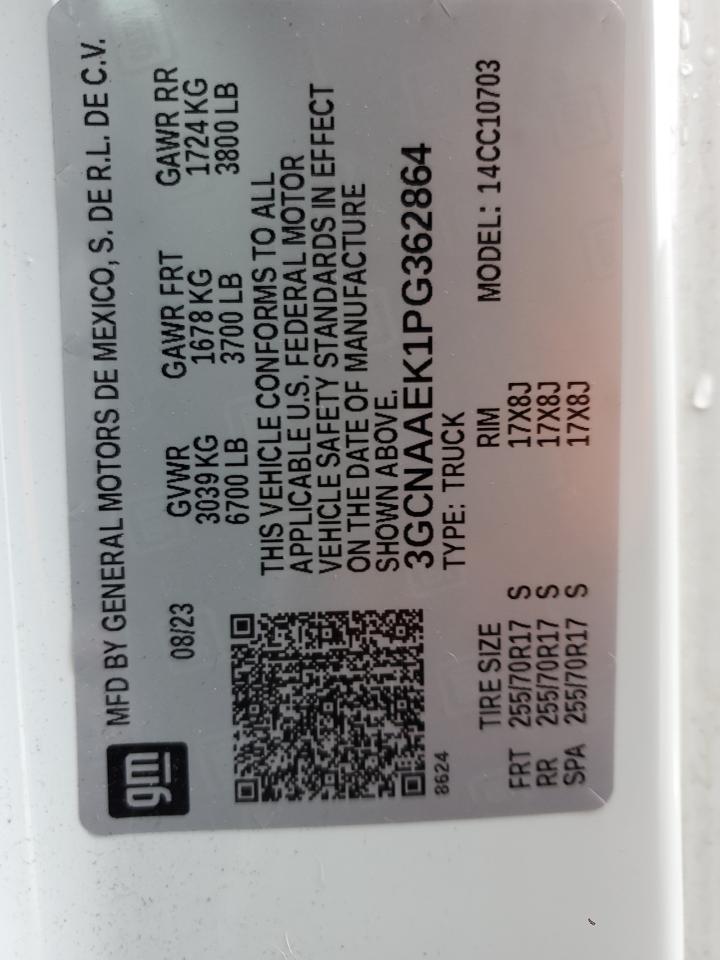 gm
MFD BY GENERAL MOTORS DE MEXICO, S. DE R.L. DE C.V.
08/23 GVWR GAWR FRT GAWR RR
3039 KG 1678 KG 1724 KG
6700 LB 3700 LB 3800 LB
THIS VEHICLE CONFORMS TO ALL
APPLICABLE U.S. FEDERAL MOTOR
VEHICLE SAFETY STANDARDS IN EFFECT
ON THE DATE OF MANUFACTURE
SHOWN ABOVE.
3GCNAAEK1PG362864
8624 TYPE: TRUCK
TIRE SIZE RIM MODEL: 14CC10703
FRT 255/70R17 S 17X8J
RR 255/70R17 S 17X8J
SPA 255/70R17 S 17X8J